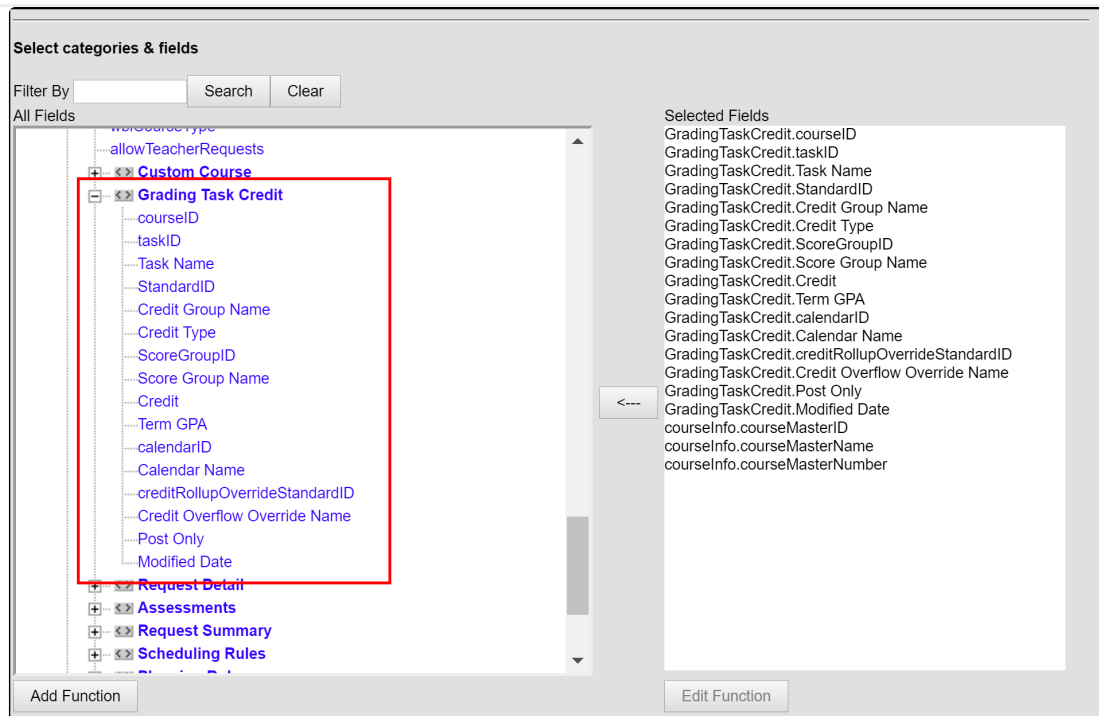 Select categories & fields
Filter By
Search
Clear
All Fields
allowTeacherRequests
Custom Course
Grading Task Credit
courseID
taskID
Task Name
StandardID
Credit Group Name
Credit Type
ScoreGroupID
Score Group Name
Credit
Term GPA
calendarID
Calendar Name
creditRollupOverrideStandardID
Credit Overflow Override Name
Post Only
Modified Date
Request Detail
Assessments
Request Summary
Scheduling Rules
Add Function
<---
Selected Fields
GradingTaskCredit.courseID
GradingTaskCredit.taskID
GradingTaskCredit.Task Name
GradingTaskCredit.StandardID
GradingTaskCredit.Credit Group Name
GradingTaskCredit.Credit Type
GradingTaskCredit.ScoreGroupID
GradingTaskCredit.Score Group Name
GradingTaskCredit.Credit
GradingTaskCredit.Term GPA
GradingTaskCredit.calendarID
GradingTaskCredit.Calendar Name
GradingTaskCredit.creditRollupOverrideStandardID
GradingTaskCredit.Credit Overflow Override Name
GradingTaskCredit.Post Only
GradingTaskCredit.Modified Date
courseInfo.courseMasterID
courseInfo.courseMasterName
courseInfo.courseMasterNumber
Edit Function